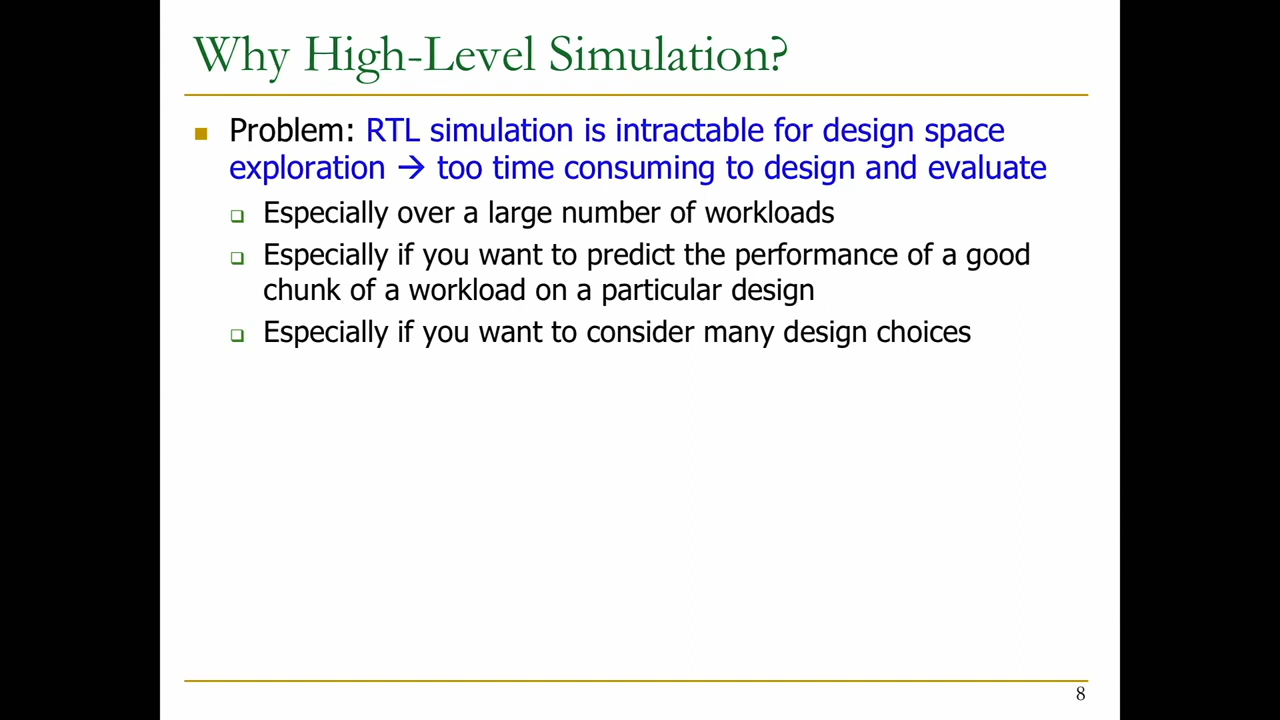 Why High-Level Simulation?
Problem: RTL simulation is intractable for design space
exploration → too time consuming to design and evaluate
Especially over a large number of workloads
Especially if you want to predict the performance of a good
chunk of a workload on a particular design
Especially if you want to consider many design choices
8